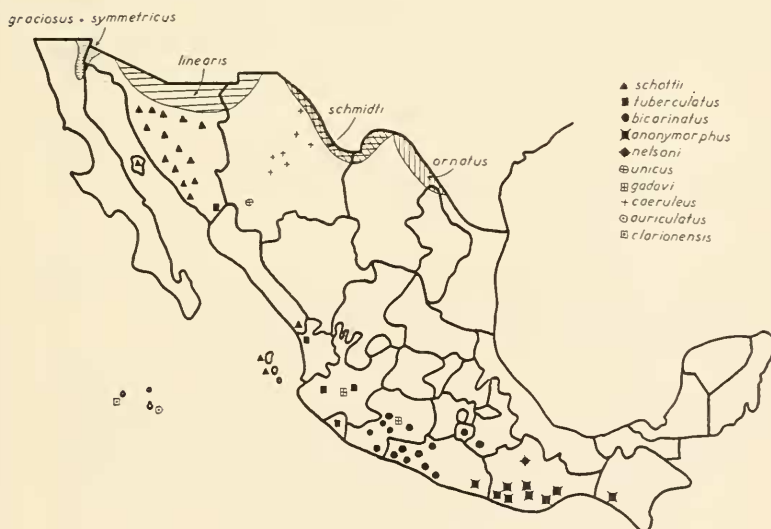 graciosus + symmetricus
linearis
schmidti
ornatus
schottii
tuberculatus
bicarinatus
anonymorphus
nelsoni
unicus
gadovi
caeruleus
auriculatus
clarionensis